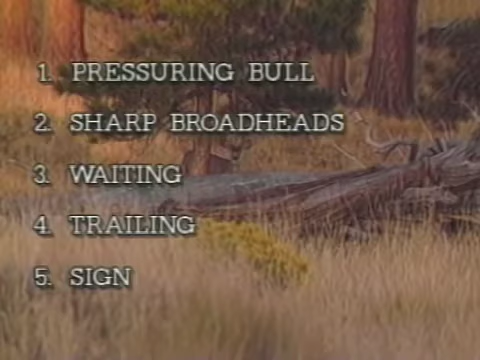 1. PRESSURING BULL
2. SHARP BROADHEADS
3. WAITING
4. TRAILING
5. SIGN